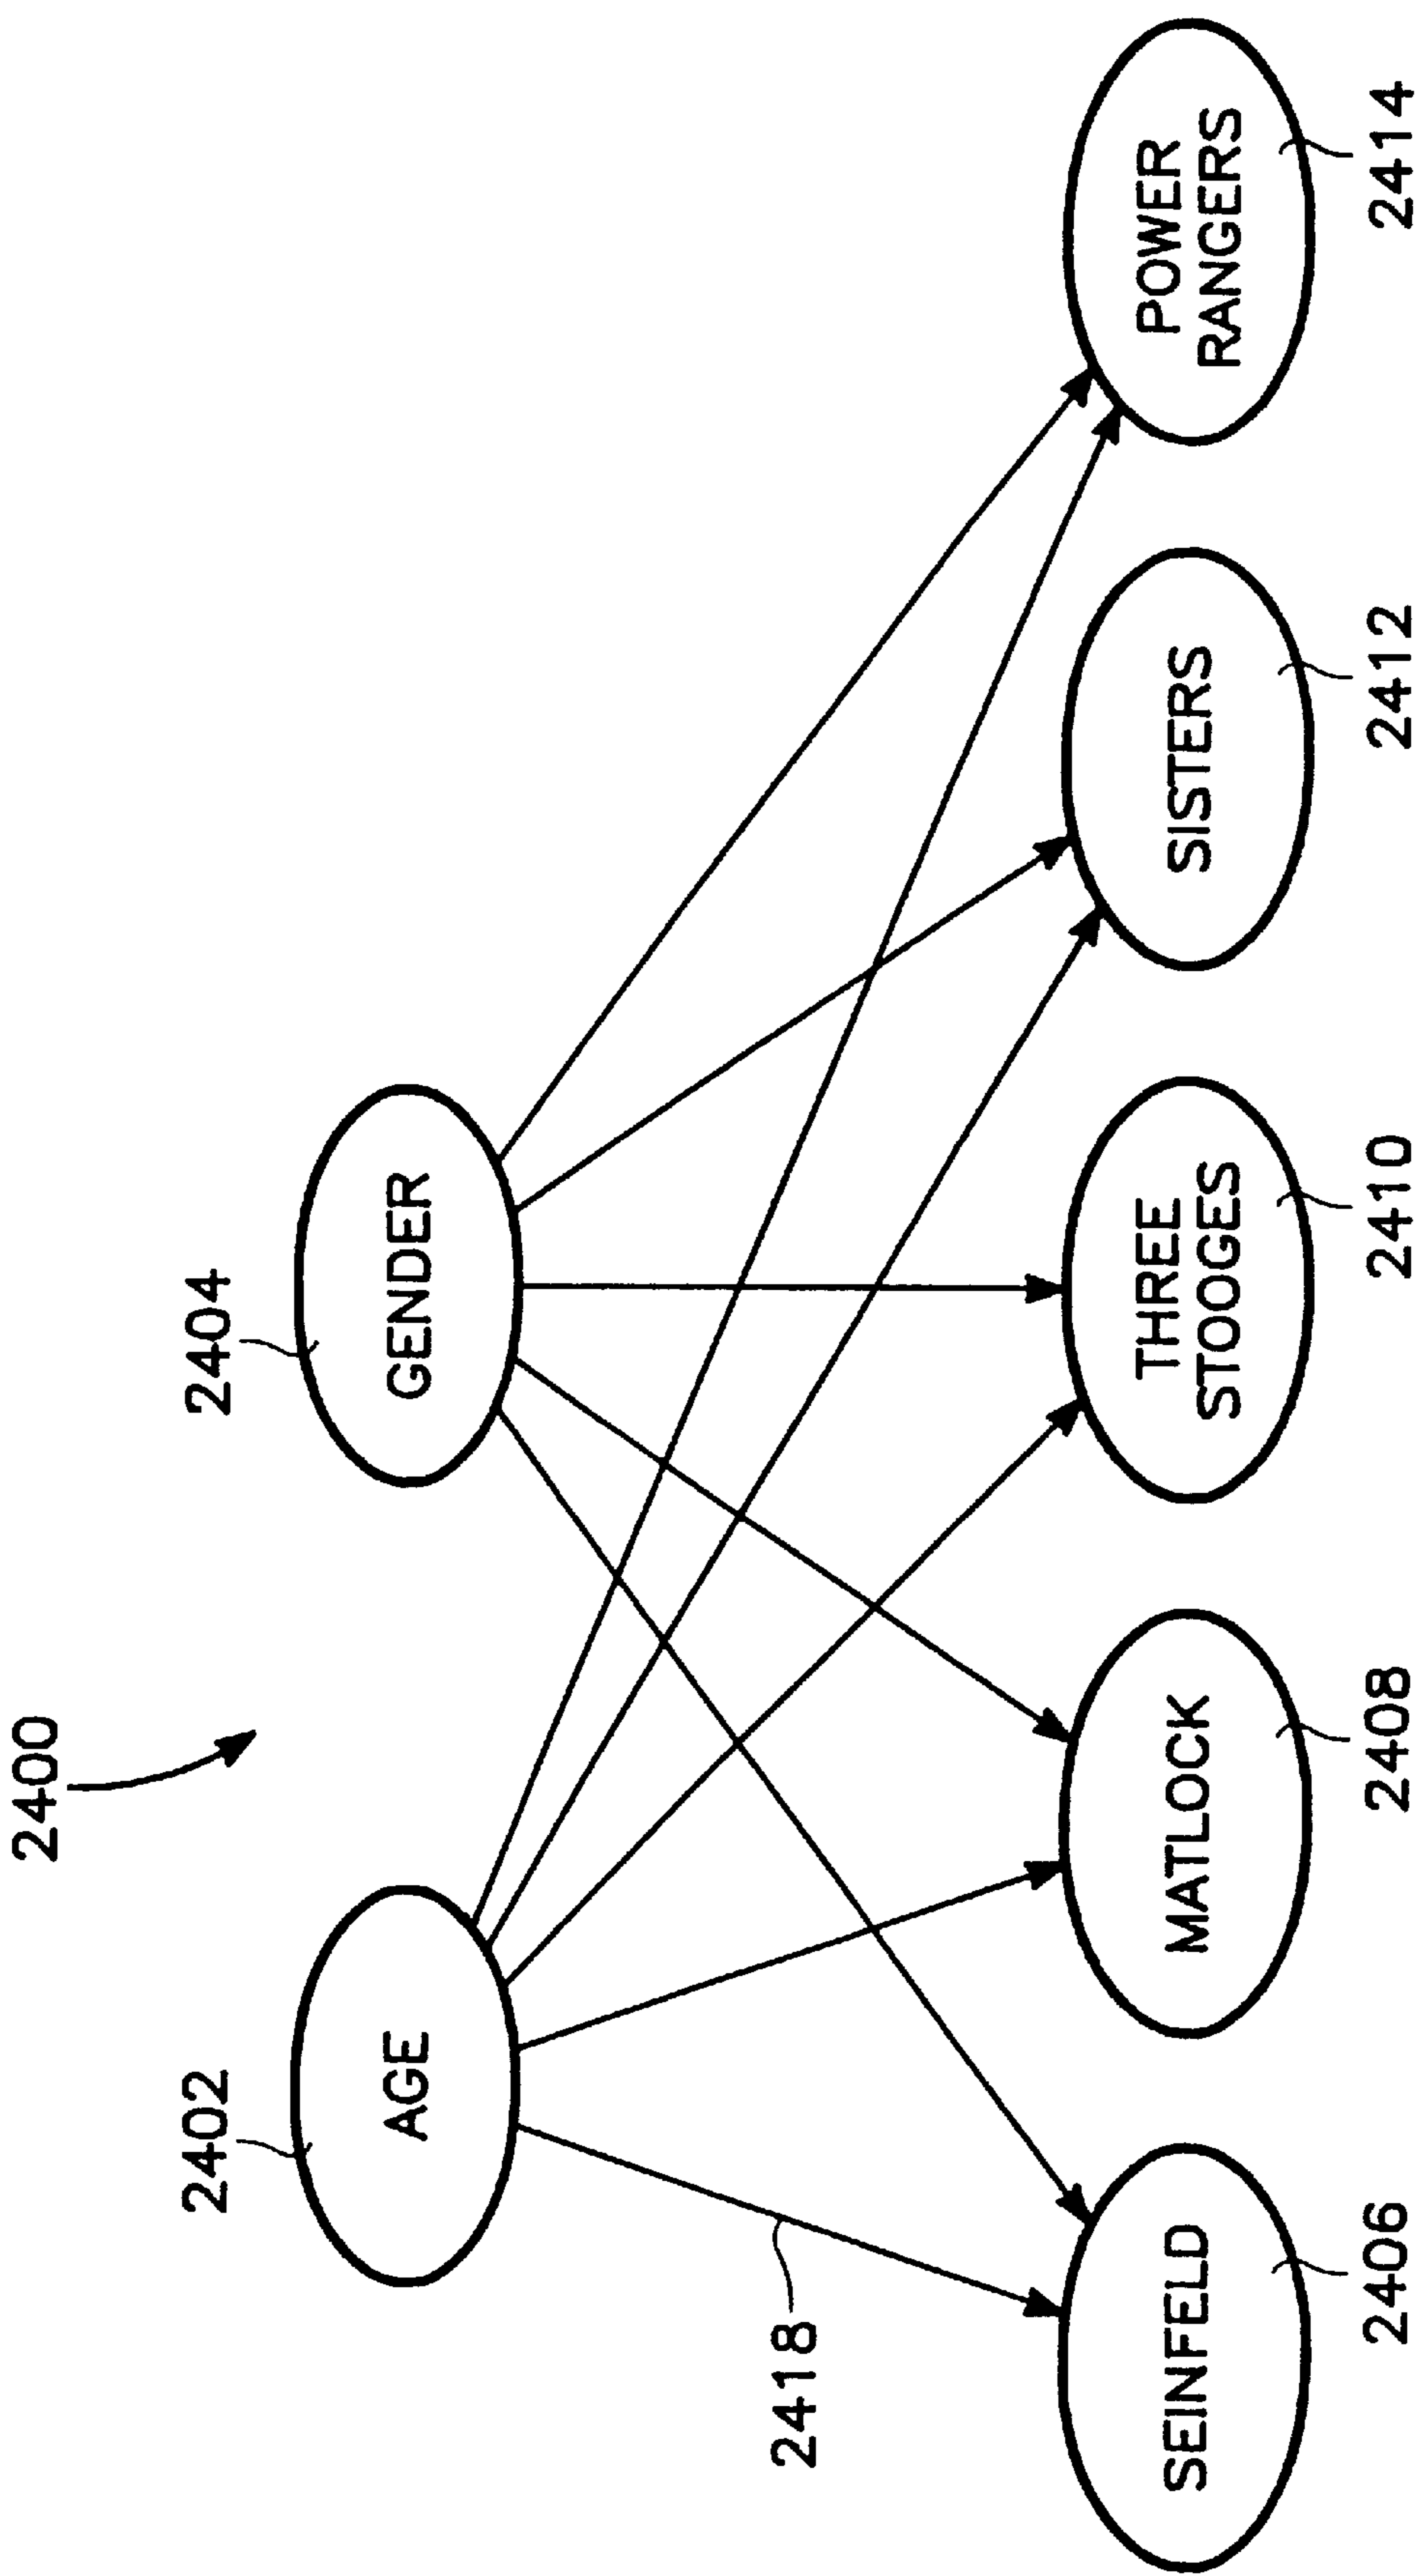 2400
2402
2404
AGE
GENDER
2418
SEINFELD
MATLOCK
THREE
STOOGES
SISTERS
POWER
RANGERS
2406
2408
2410
2412
2414